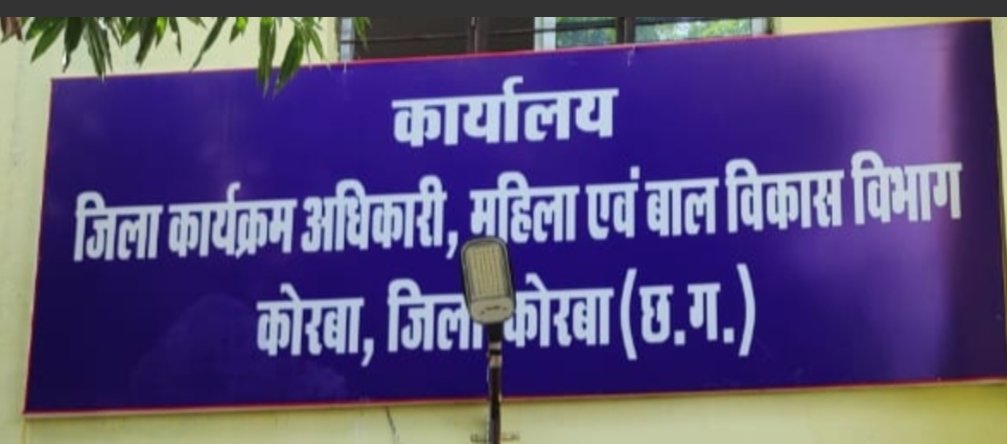 कार्यालय
जिला कार्यक्रम अधिकारी, महिला एवं बाल विकास विभाग
कोरबा, जिला कोरबा (छ.ग.)